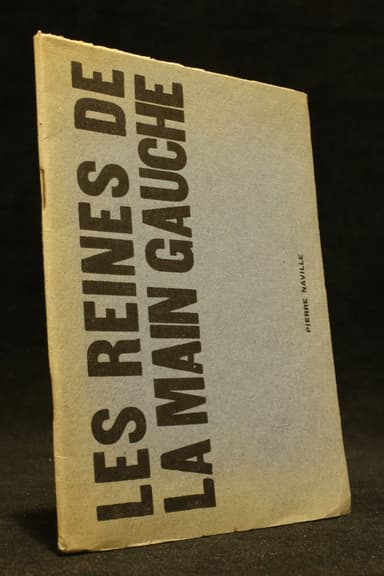 LES REINES DE
LA MAIN GAUCHE
PIERRE NAVILLE